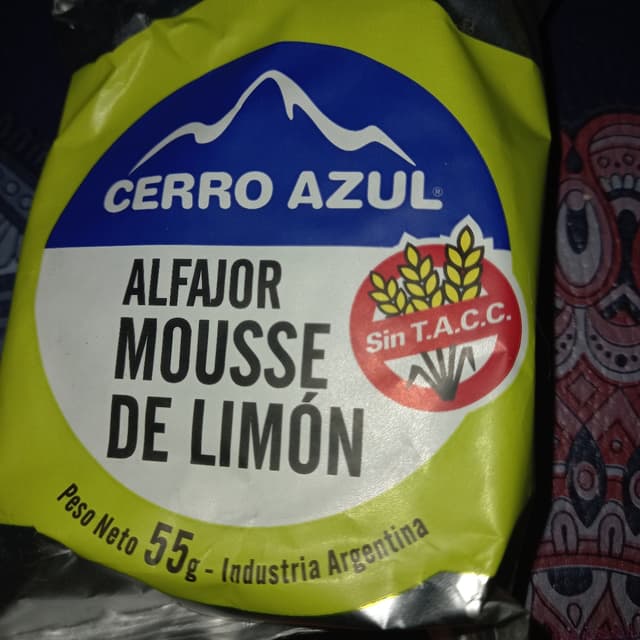 CERRO AZUL®
ALFAJOR
MOUSSE
DE LIMÓN
Sin T.A.C.C.
Peso Neto 55g - Industria Argentina